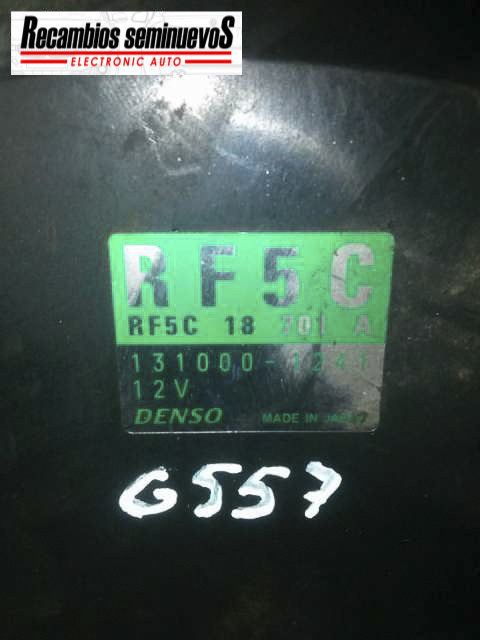 Recambios seminuevoS
ELECTRONIC AUTO
RF5C
RF5C 18 701 A
131000-1241
12V
DENSO MADE IN JAPAN
G557